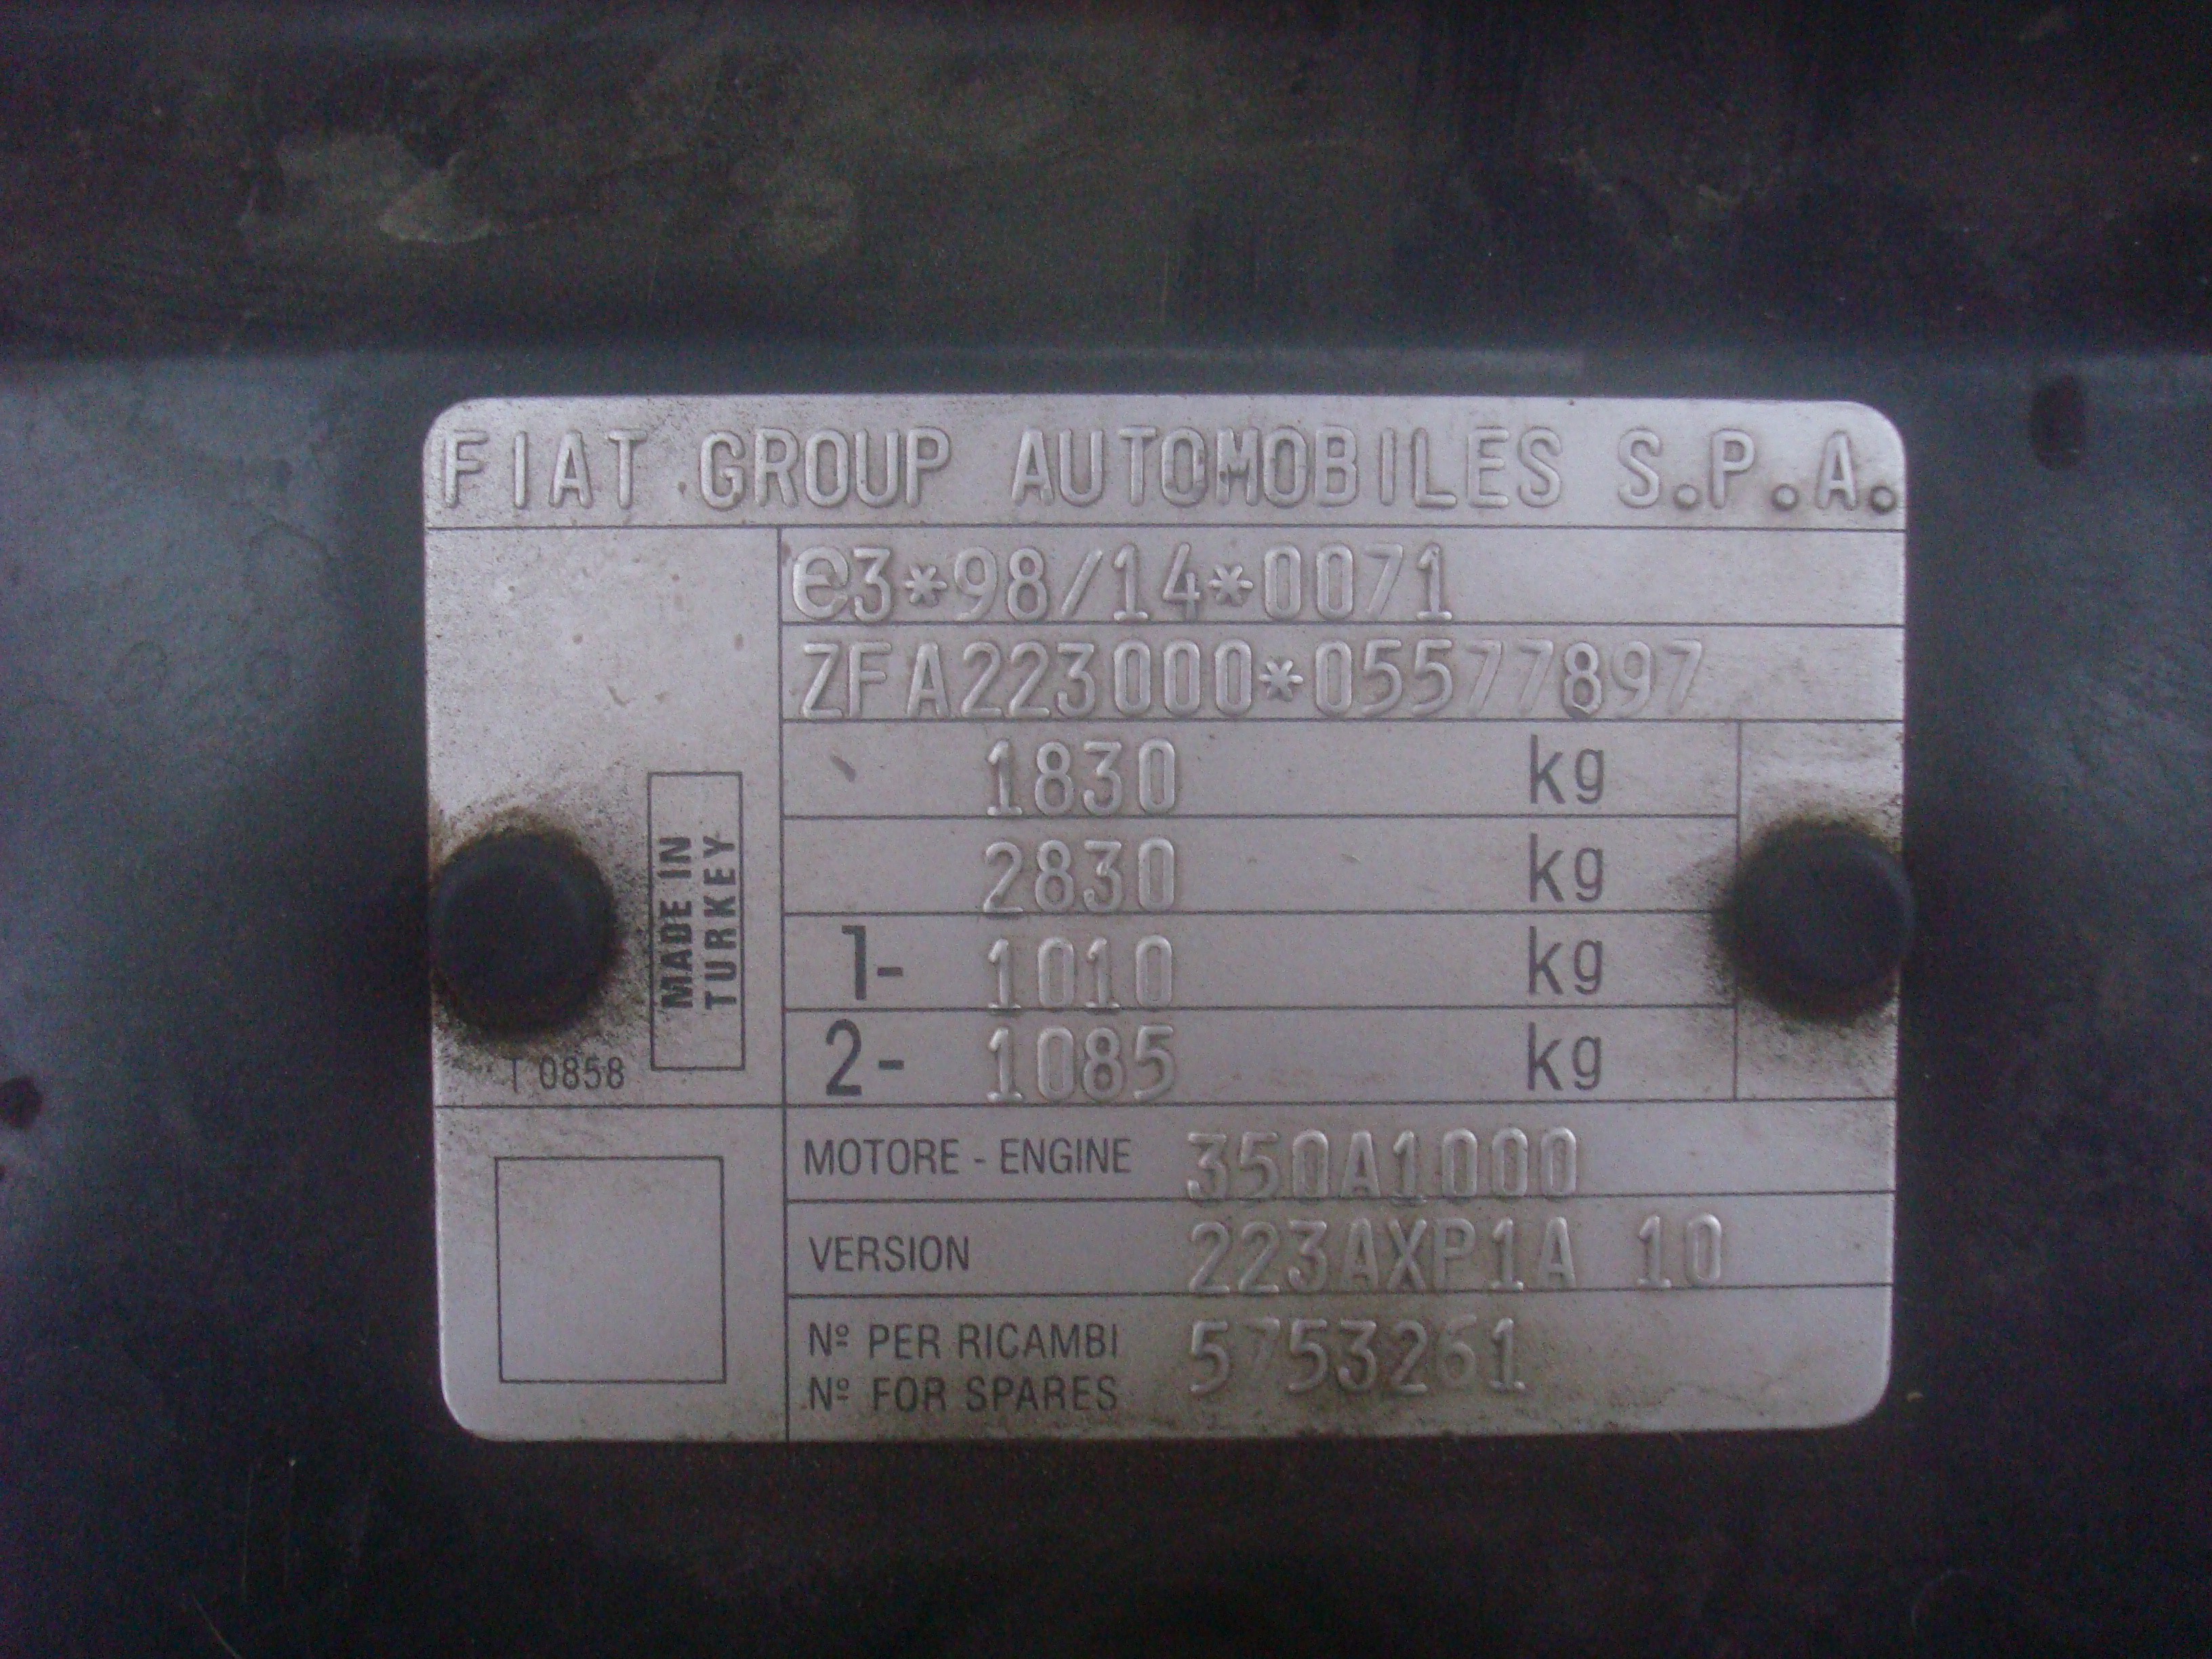 FIAT GROUP AUTOMOBILES S.P.A.
e3*98/14*0071
ZFA223000*05577897
1830 kg
2830 kg
1- 1010 kg
2- 1085 kg
MADE IN
TURKEY
T 0858
MOTORE - ENGINE 350A1000
VERSION 223AXP1A 10
Nº PER RICAMBI 5753261
Nº FOR SPARES